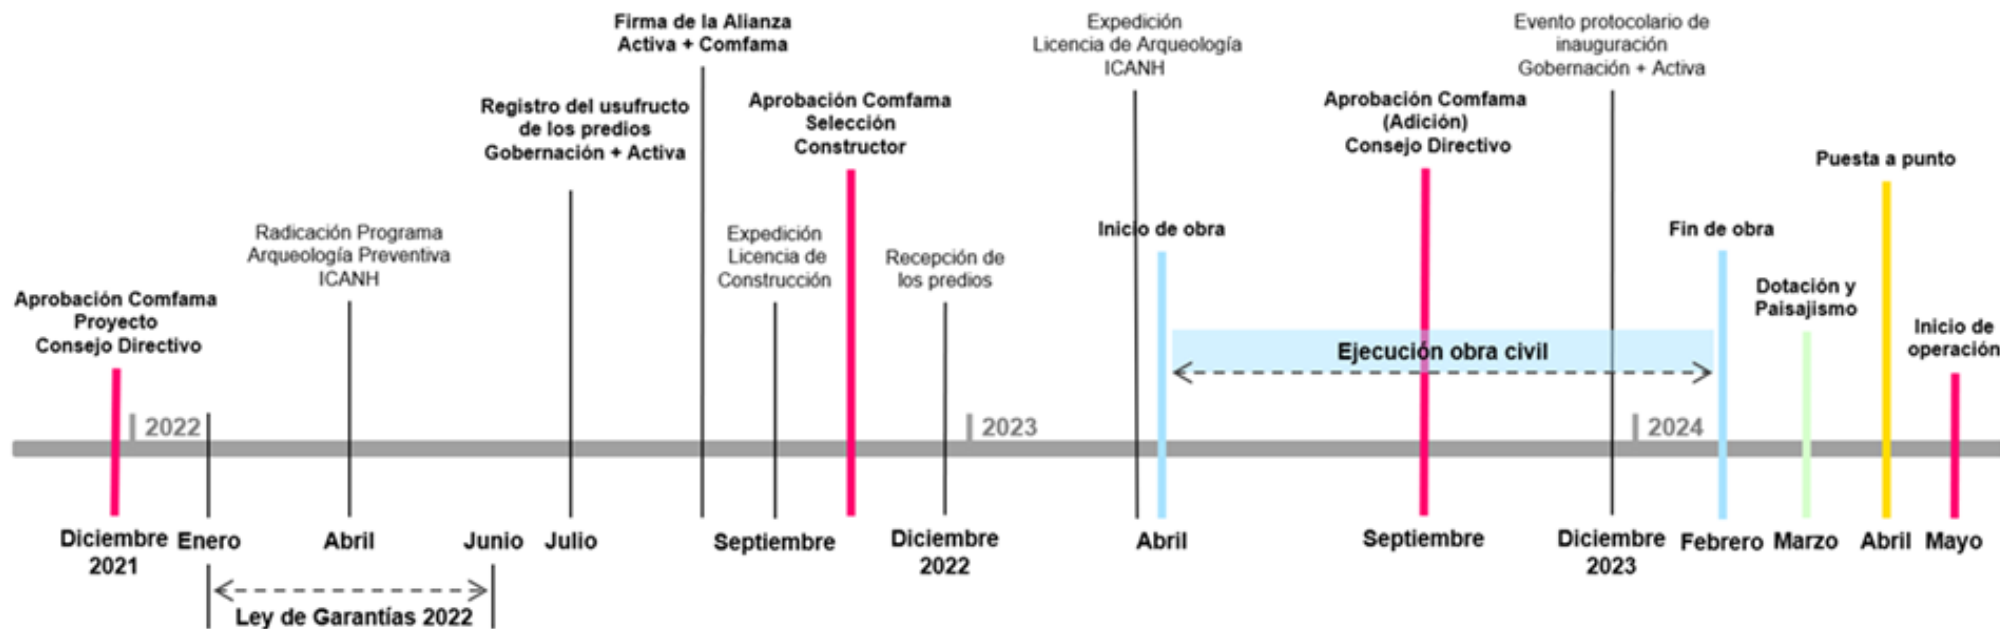 Firma de la Alianza
Activa + Comfama
Expedición
Licencia de Arqueología
ICANH
Evento protocolario de
inauguración
Gobernación + Activa
Registro del usufructo
de los predios
Gobernación + Activa
Aprobación Comfama
Selección
Constructor
Aprobación Comfama
(Adición)
Consejo Directivo
Puesta a punto
Radicación Programa
Arqueología Preventiva
ICANH
Expedición
Licencia de
Construcción
Recepción de
los predios
Inicio de obra
Fin de obra
Aprobación Comfama
Proyecto
Consejo Directivo
Dotación y
Paisajismo
Inicio de
operación
Ejecución obra civil
2022
2023
2024
Diciembre
2021
Enero
Abril
Junio
Julio
Septiembre
Diciembre
2022
Abril
Septiembre
Diciembre
2023
Febrero
Marzo
Abril
Mayo
Ley de Garantías 2022